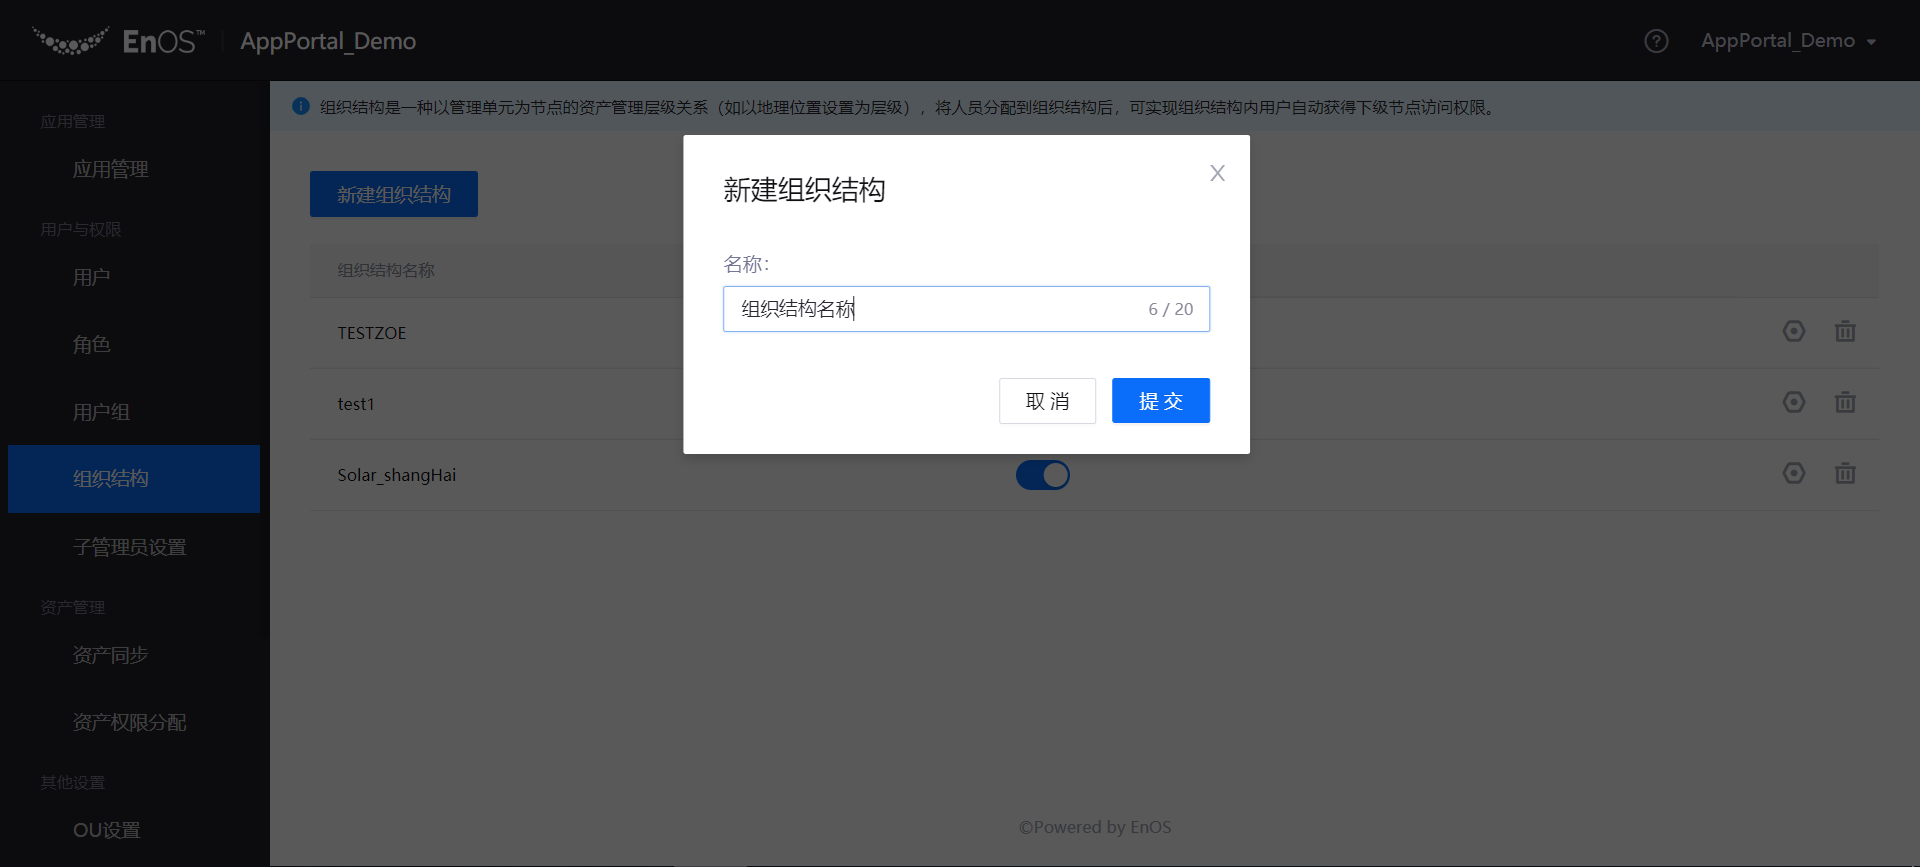 EnOS™ AppPortal_Demo
? AppPortal_Demo
应用管理
应用管理
用户与权限
用户
角色
用户组
组织结构
子管理员设置
资产管理
资产同步
资产权限分配
其他设置
OU设置
组织结构是一种以管理单元为节点的资产管理层级关系（如以地理位置设置为层级），将人员分配到组织结构后，可实现组织结构内用户自动获得下级节点访问权限。
新建组织结构
组织结构名称
TESTZOE
test1
Solar_shangHai
新建组织结构
X
名称：
组织结构名称 6 / 20
取消 提交
©Powered by EnOS